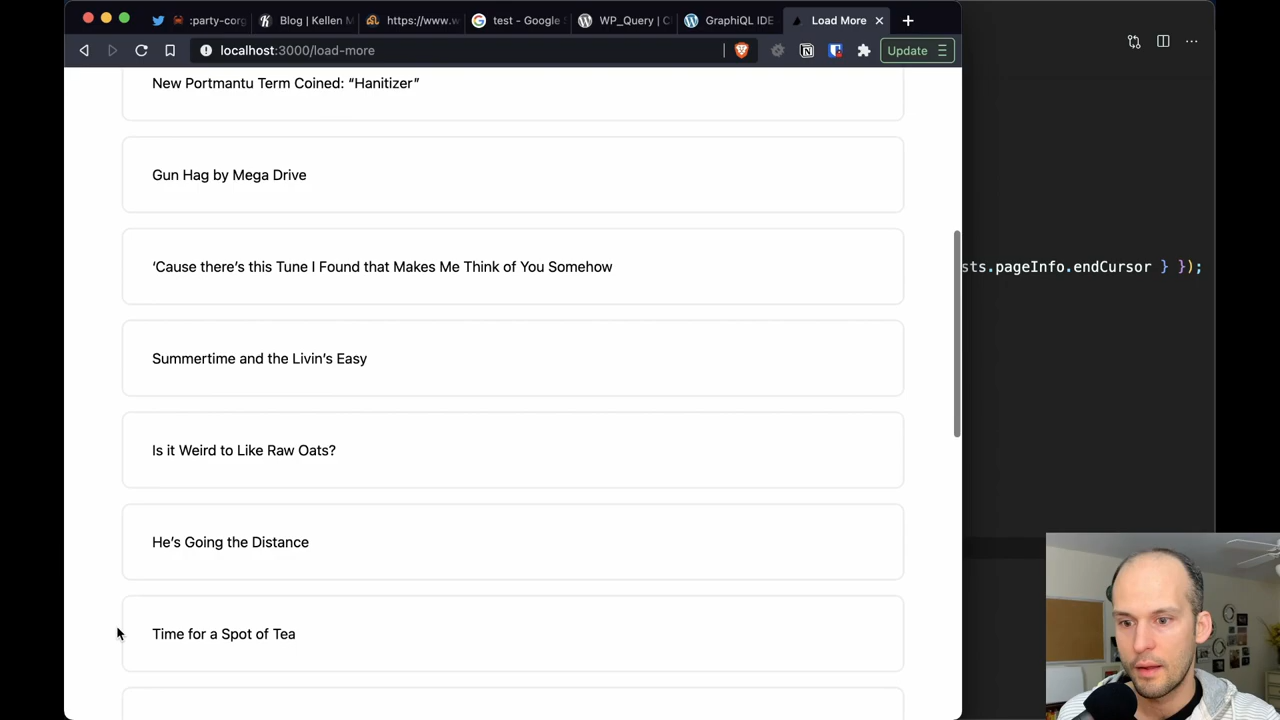 :party-corg
Blog | Kellen M
https://www.w
test - Google
WP_Query | C
GraphiQL IDE
Load More
localhost:3000/load-more
Update
New Portmantu Term Coined: “Hanitizer”
Gun Hag by Mega Drive
‘Cause there’s this Tune I Found that Makes Me Think of You Somehow
sts.pageInfo.endCursor } });
Summertime and the Livin’s Easy
Is it Weird to Like Raw Oats?
He’s Going the Distance
Time for a Spot of Tea